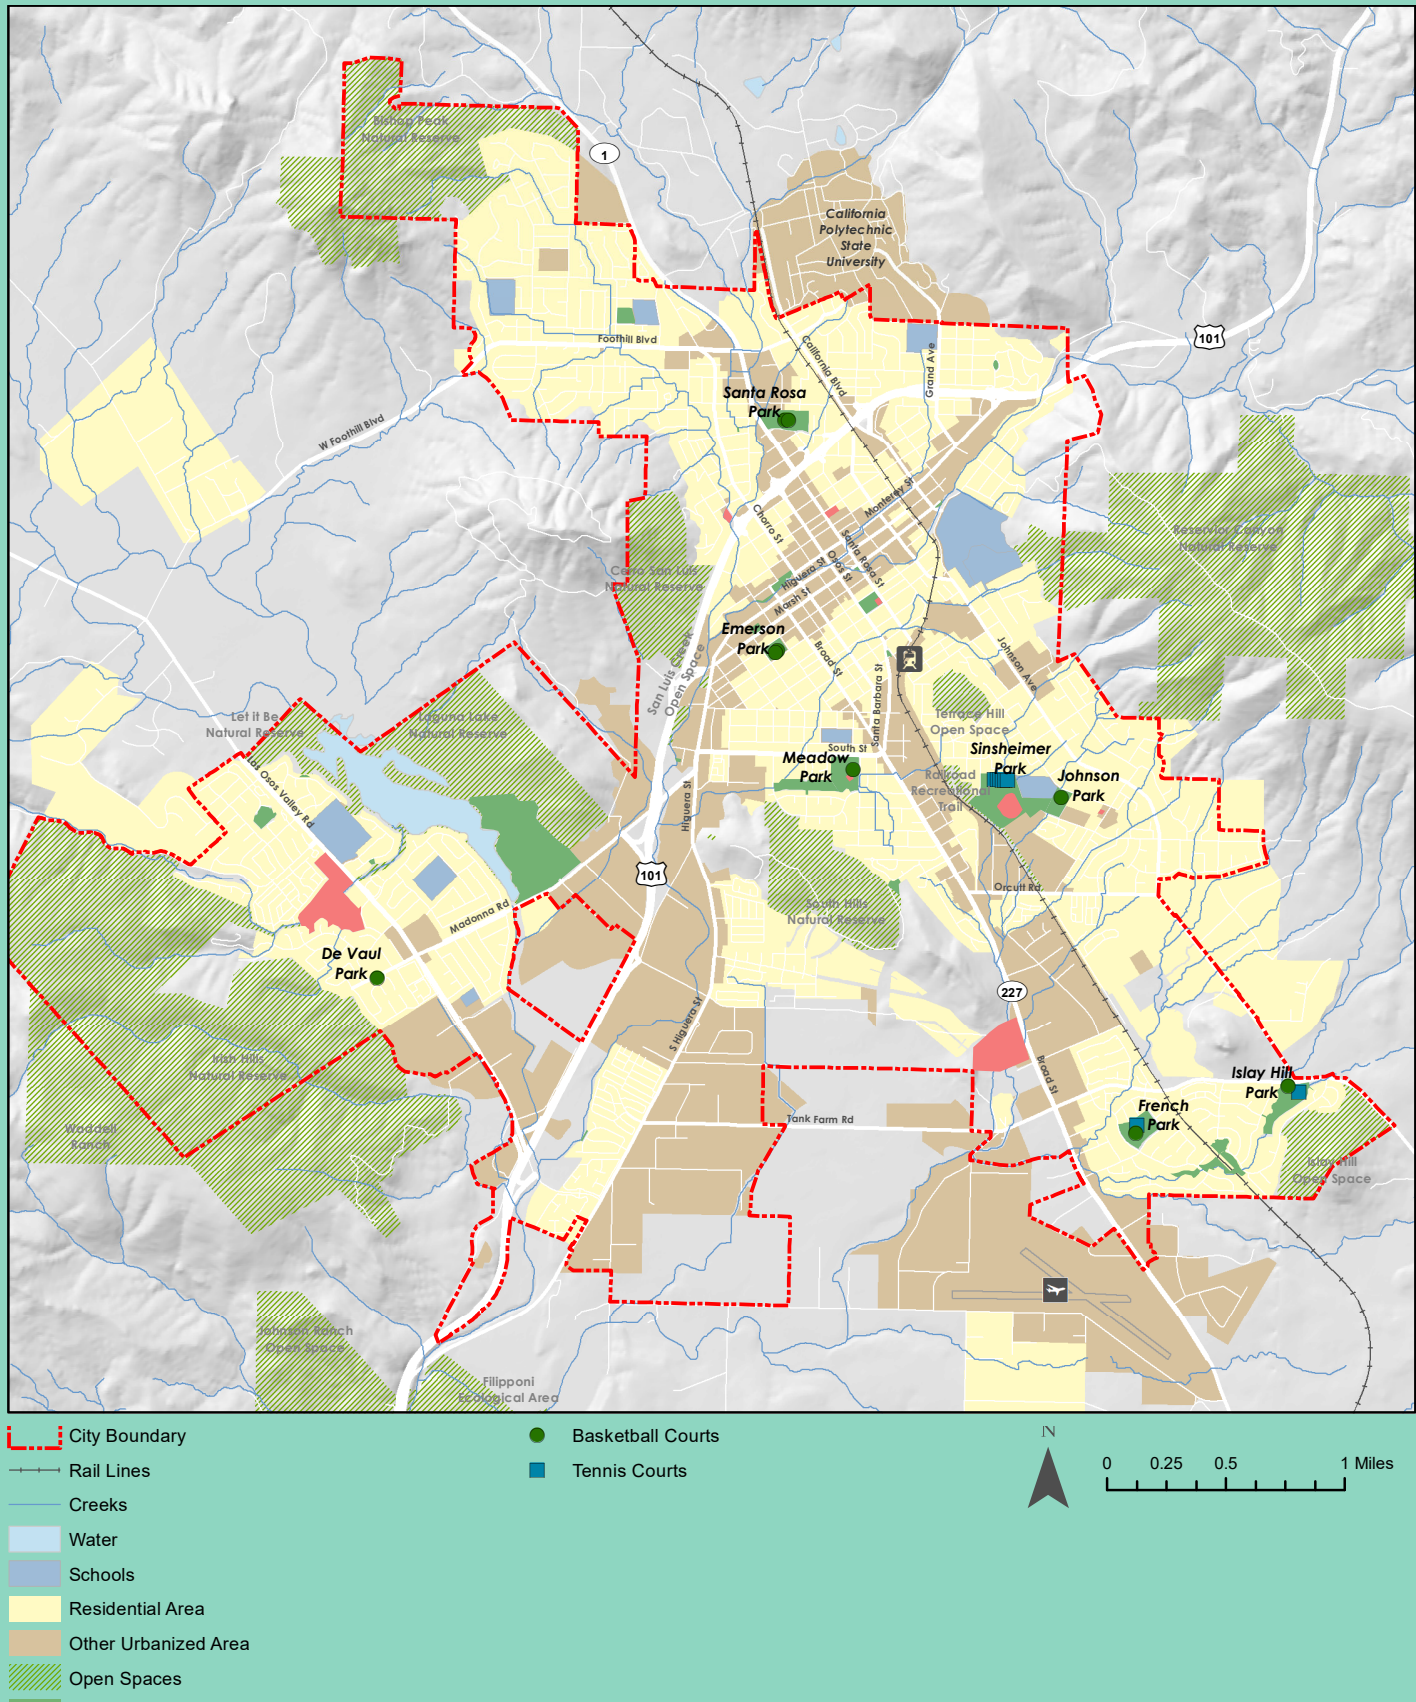 Bishop Peak
Natural Reserve
1
California
Polytechnic
State
University
101
Foothill Blvd
California Blvd
Grand Ave
Santa Rosa
Park
W Foothill Blvd
Monterey St
Chorro St
Santa Rosa St
Osos St
Reservior Canyon
Natural Reserve
Cerro San Luis
Natural Reserve
Higuera St
Marsh St
Emerson
Park
Broad St
Johnson Ave
San Luis Creek
Open Space
Santa Barbara St
Let it Be
Natural Reserve
Laguna Lake
Natural Reserve
Terrace Hill
Open Space
South St
Meadow
Park
Sinsheimer
Park
Railroad
Recreational
Trail
Johnson
Park
Los Osos Valley Rd
Higuera St
101
Orcutt Rd
South Hills
Natural Reserve
Madonna Rd
De Vaul
Park
227
S Higuera St
Irish Hills
Natural Reserve
Broad St
Islay Hill
Park
French
Park
Tank Farm Rd
Waddell
Ranch
Islay Hill
Open Space
Johnson Ranch
Open Space
Filipponi
Ecological Area
City Boundary
Rail Lines
Creeks
Water
Schools
Residential Area
Other Urbanized Area
Open Spaces
Basketball Courts
Tennis Courts
N
0 0.25 0.5 1 Miles